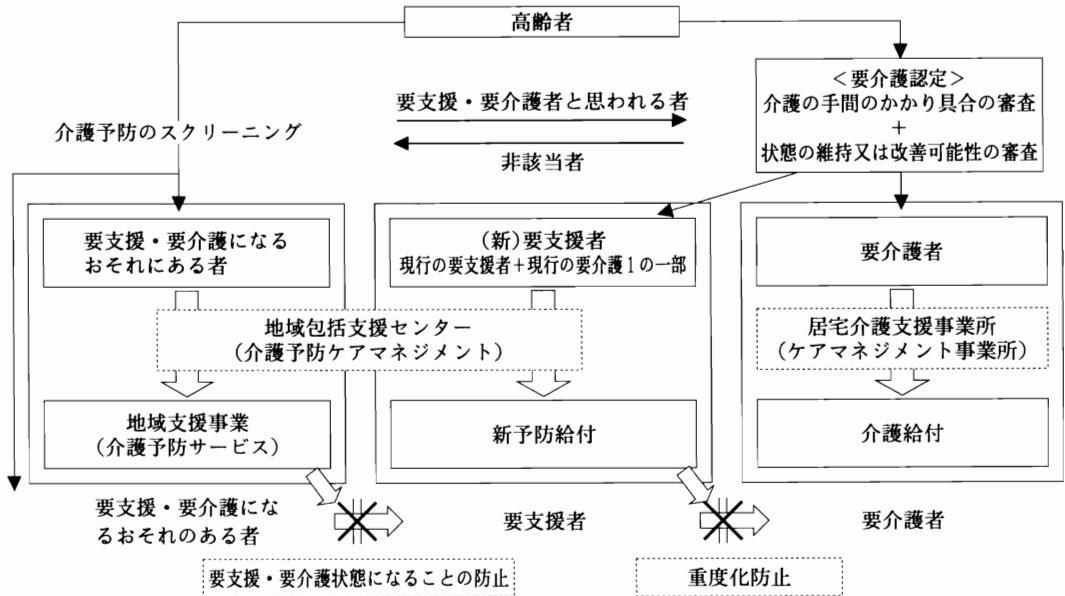 高齢者
<要介護認定>
介護の手間のかかり具合の審査
+
状態の維持又は改善可能性の審査
要支援・要介護者と思われる者
非該当者
介護予防のスクリーニング
要支援・要介護になる
おそれにある者
(新)要支援者
現行の要支援者+現行の要介護1の一部
要介護者
地域包括支援センター
(介護予防ケアマネジメント)
居宅介護支援事業所
(ケアマネジメント事業所)
地域支援事業
(介護予防サービス)
新予防給付
介護給付
要支援・要介護にな
るおそれのある者
要支援者
要介護者
要支援・要介護状態になることの防止
重度化防止